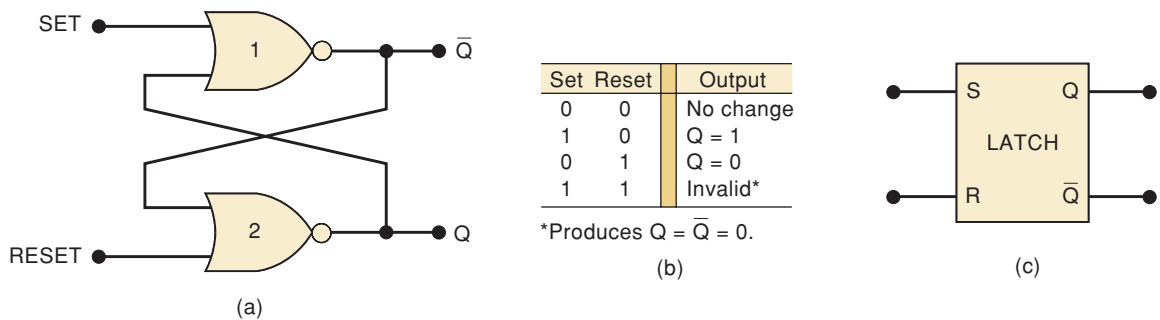 SET
1
Q̅
2
RESET
Q
(a)
Set Reset Output
0 0 No change
1 0 Q = 1
0 1 Q = 0
1 1 Invalid*
*Produces Q = Q̅ = 0.
(b)
S Q
LATCH
R Q̅
(c)